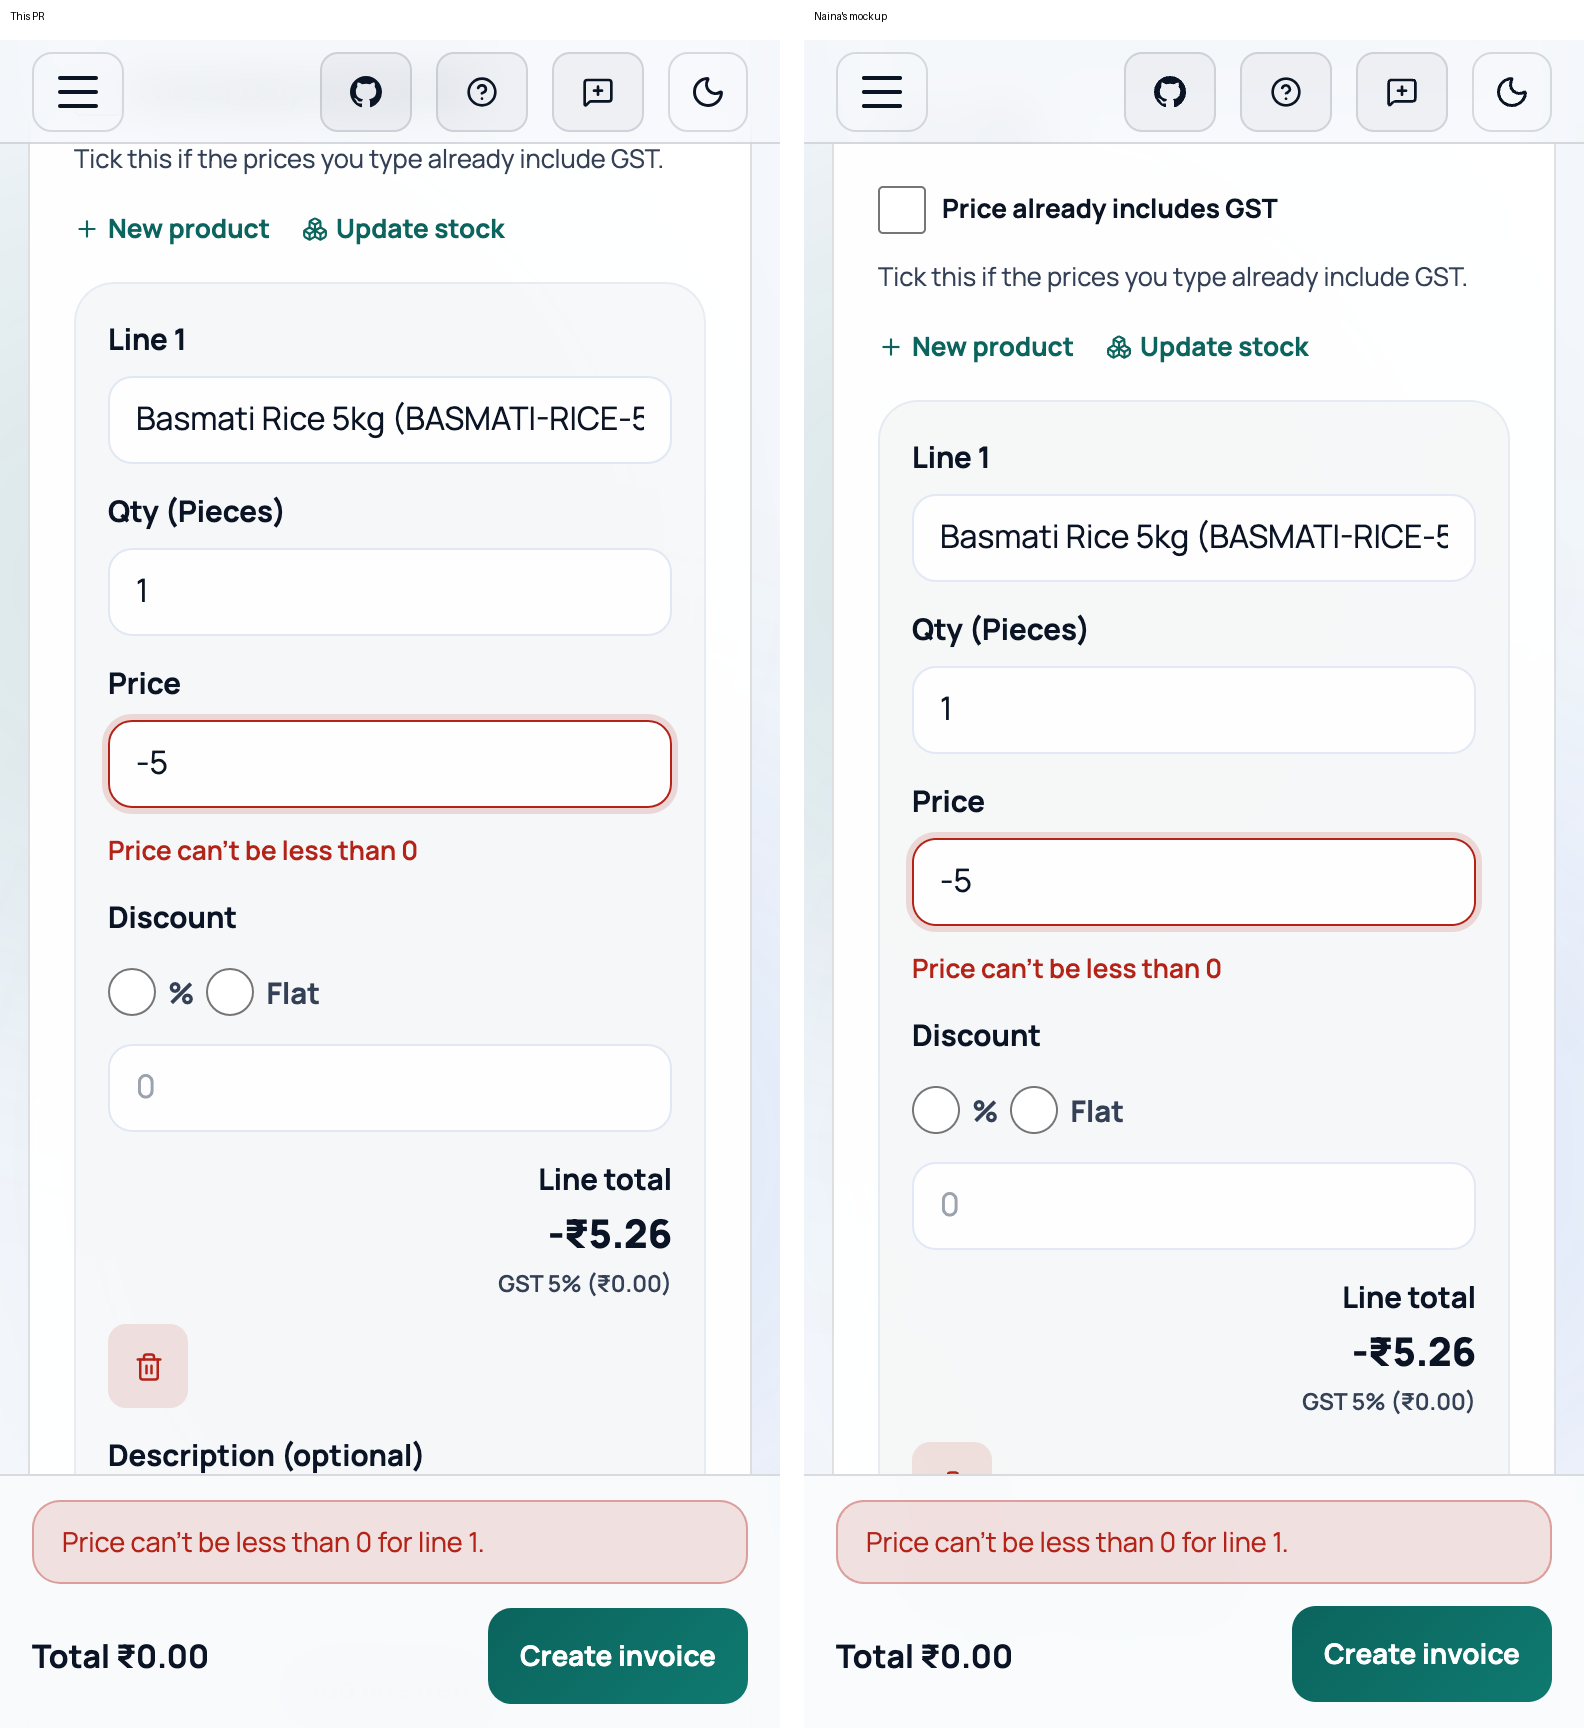 This PR
Tick this if the prices you type already include GST.
New product
Update stock
Line 1
Basmati Rice 5kg (BASMATI-RICE-5
Qty (Pieces)
1
Price
-5
Price can't be less than 0
Discount
% Flat
0
Line total
-₹5.26
GST 5% (₹0.00)
Description (optional)
Price can't be less than 0 for line 1.
Total ₹0.00
Create invoice
Naina's mockup
Price already includes GST
Tick this if the prices you type already include GST.
New product
Update stock
Line 1
Basmati Rice 5kg (BASMATI-RICE-5
Qty (Pieces)
1
Price
-5
Price can't be less than 0
Discount
% Flat
0
Line total
-₹5.26
GST 5% (₹0.00)
Price can't be less than 0 for line 1.
Total ₹0.00
Create invoice